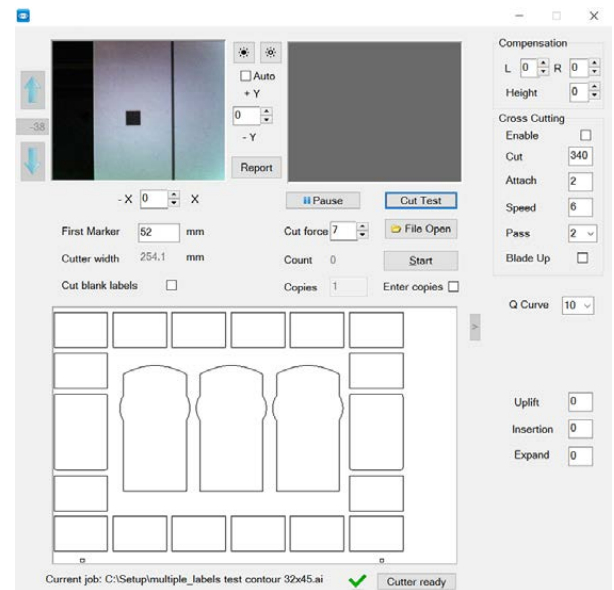 Compensation
L 0 R 0
Height 0
Auto
+ Y
-38
0
- Y
Report
Cross Cutting
Enable
Cut 340
Attach 2
Speed 6
Pass 2
Blade Up
- X 0 X
Pause
Cut Test
First Marker 52 mm
Cut force 7
File Open
Cutter width 254.1 mm
Count 0
Start
Cut blank labels
Copies 1
Enter copies
Q Curve 10
>
Uplift 0
Insertion 0
Expand 0
Current job: C:\Setup\multiple_labels test contour 32x45.ai
Cutter ready